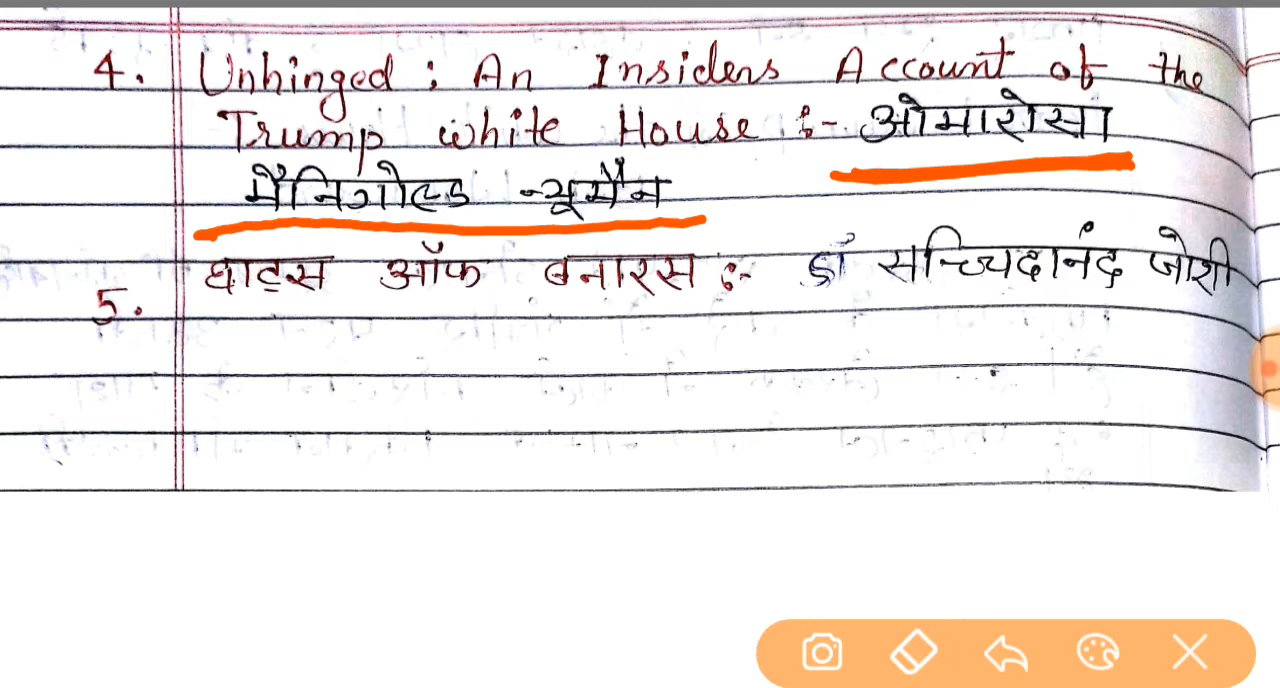 4. Unhinged : An Insiders Account of the
Trump white House :- ओमारोसा
मैंनिगोल्ड न्यूमैंन
5. घाट्स ऑफ बनारस :- डॉ सच्चिदानंद जोशी